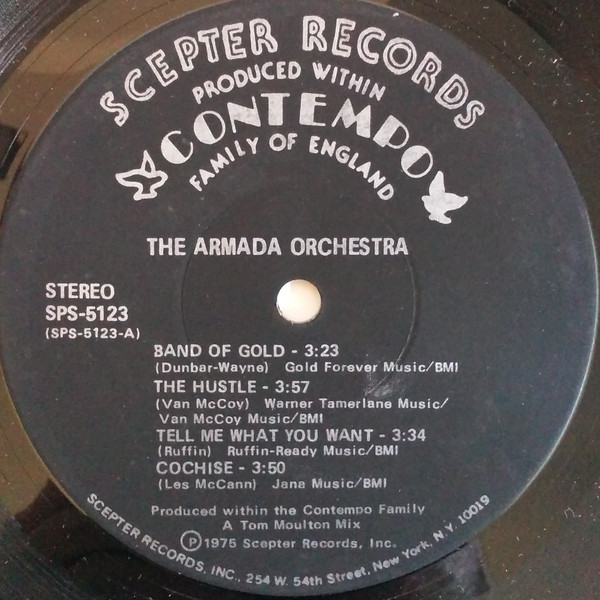 SCEPTER RECORDS
PRODUCED WITHIN
CONTEMPO
FAMILY OF ENGLAND
THE ARMADA ORCHESTRA
STEREO
SPS-5123
(SPS-5123-A)
BAND OF GOLD - 3:23
(Dunbar-Wayne) Gold Forever Music/BMI
THE HUSTLE - 3:57
(Van McCoy) Warner Tamerlane Music/
Van McCoy Music/BMI
TELL ME WHAT YOU WANT - 3:34
(Ruffin) Ruffin-Ready Music/BMI
COCHISE - 3:50
(Les McCann) Jana Music/BMI
Produced within the Contempo Family
A Tom Moulton Mix
Ⓟ 1975 Scepter Records, Inc.
SCEPTER RECORDS, INC., 254 W. 54th Street, New York, N.Y. 10019